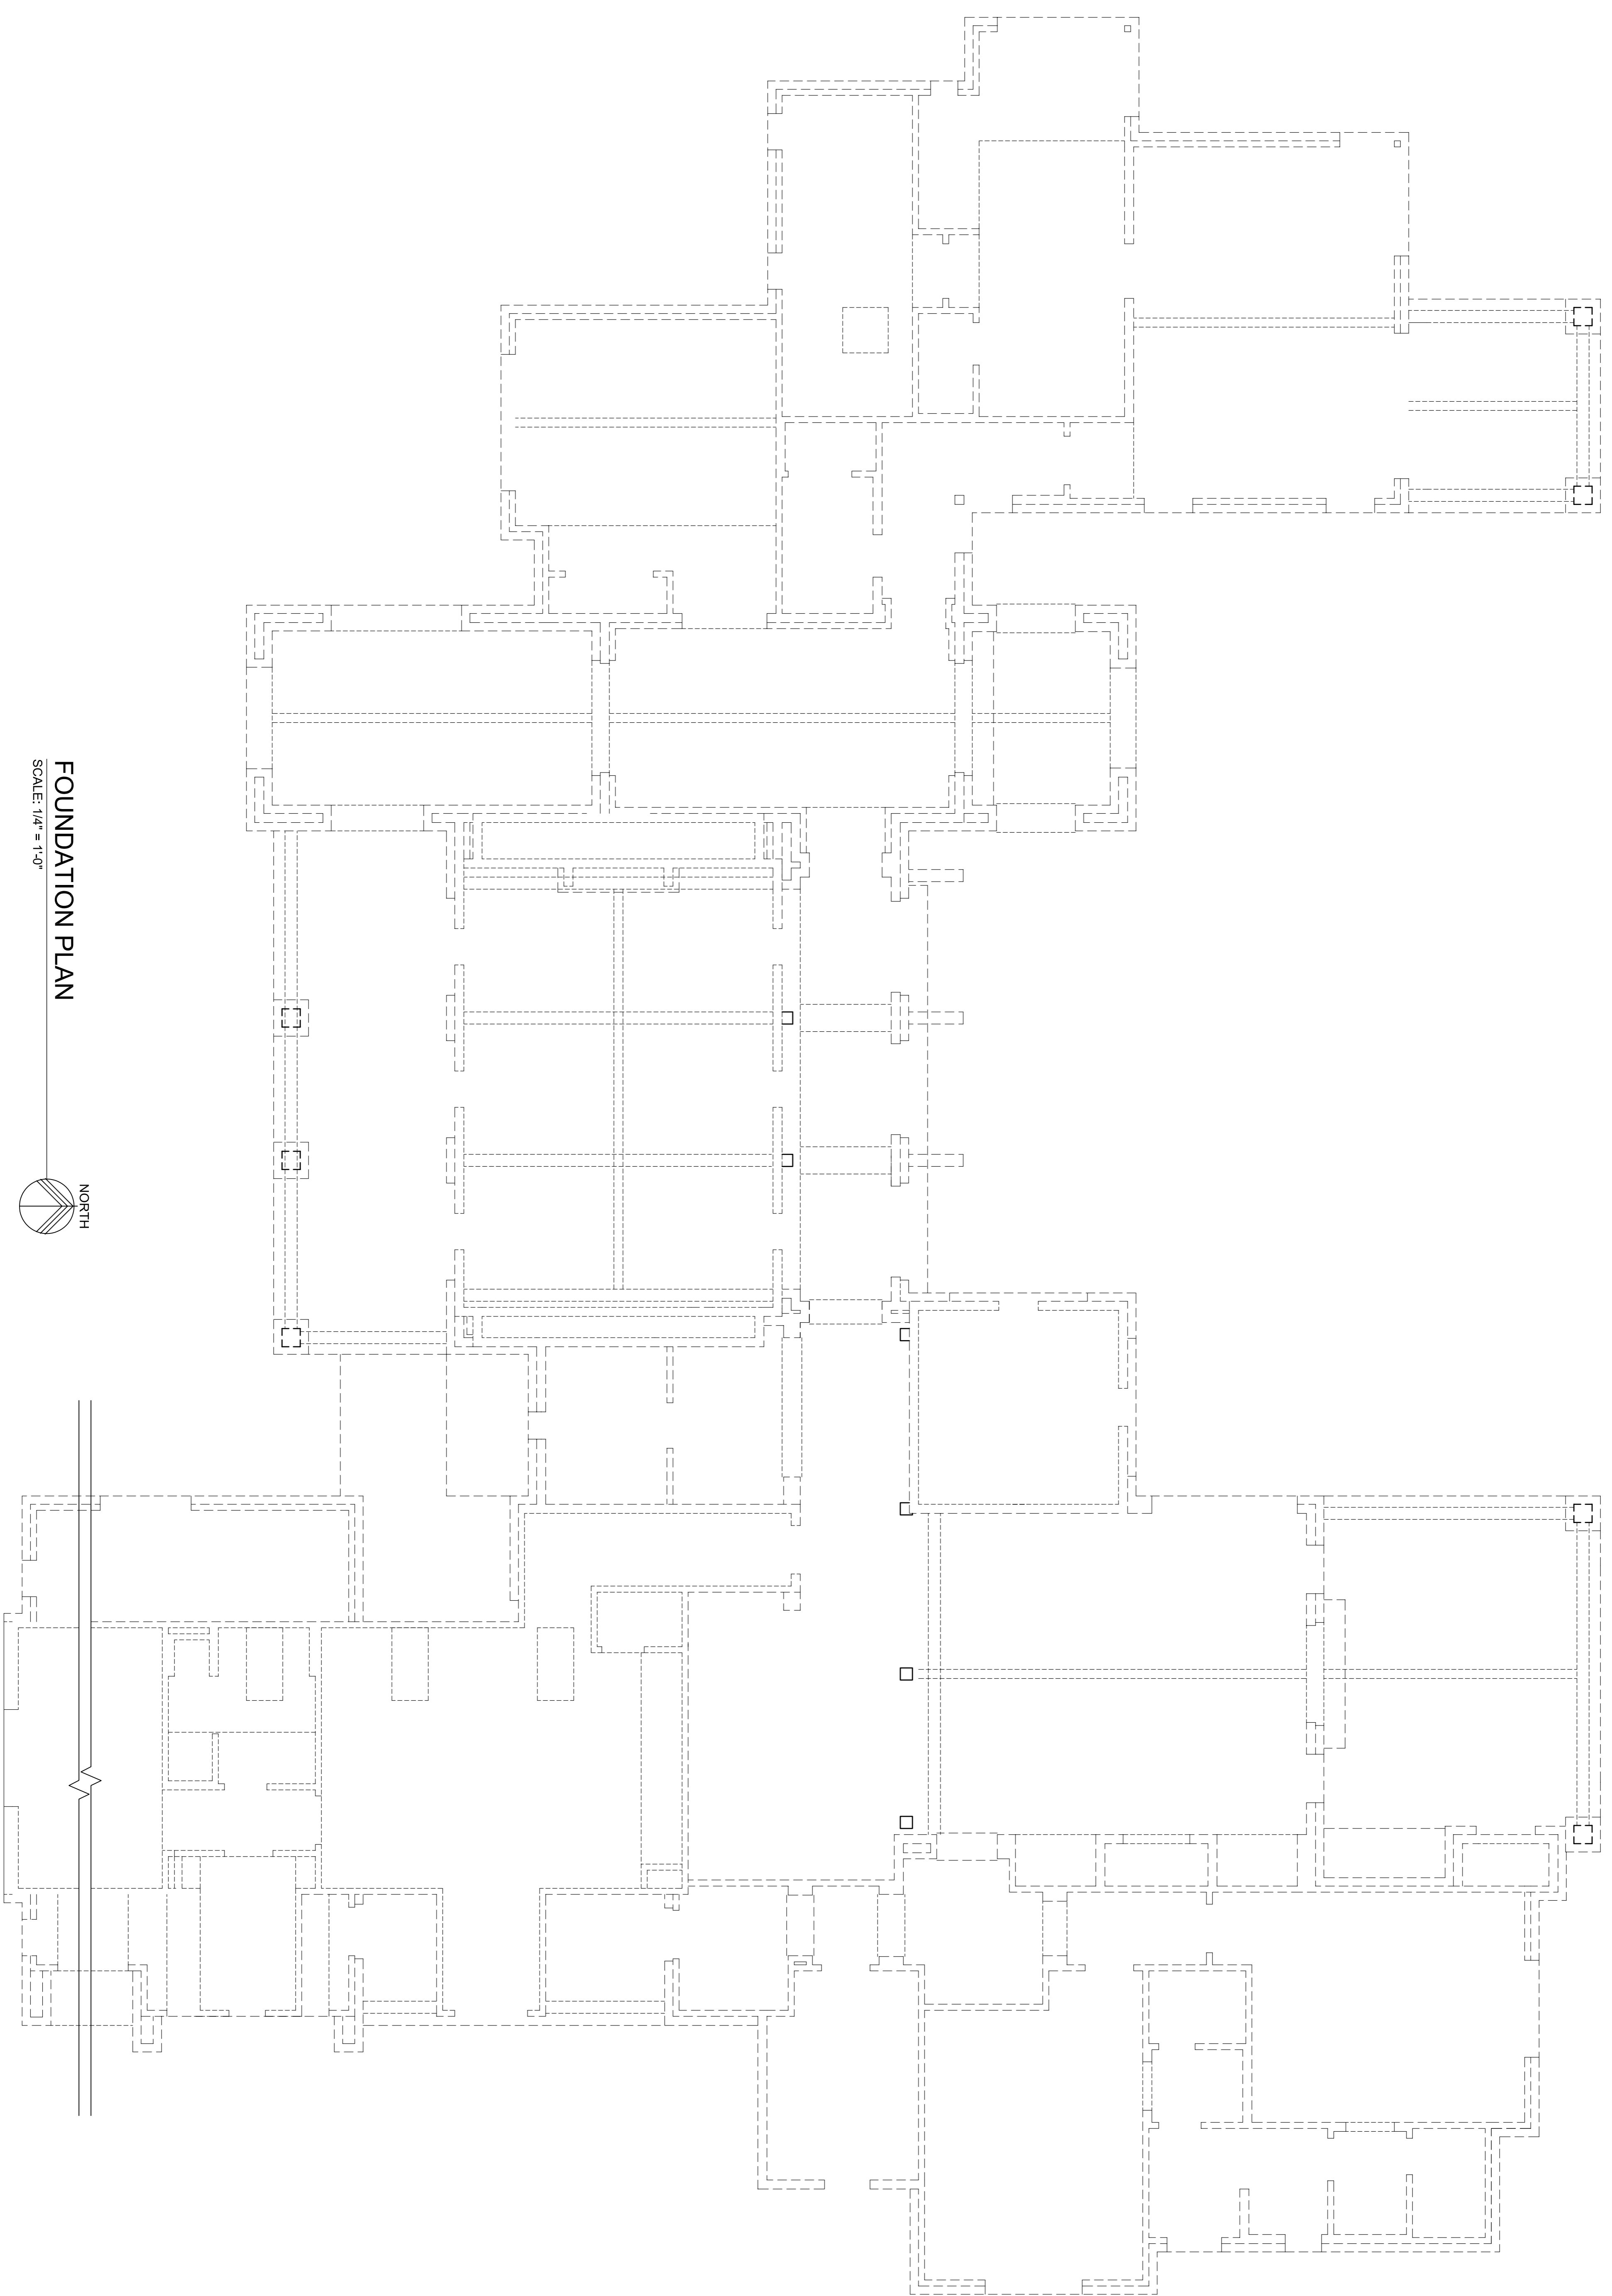 FOUNDATION PLAN
SCALE: 1/4" = 1'-0"
NORTH